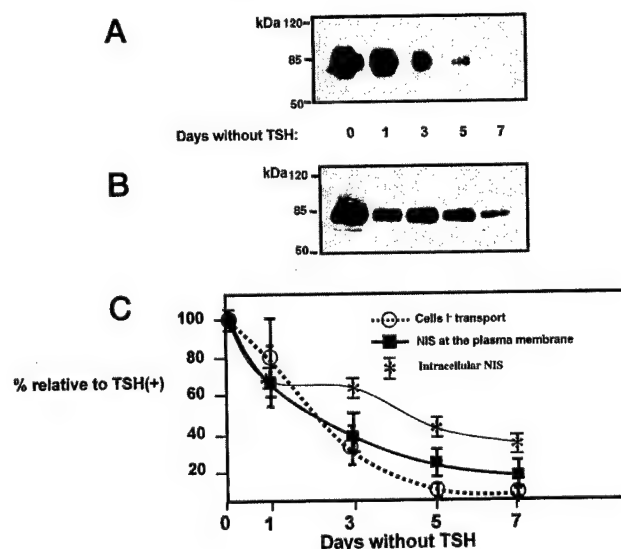 A
kDa 120
85
50
Days without TSH: 0 1 3 5 7
B
kDa 120
85
50
C
Cells I⁻ transport
NIS at the plasma membrane
Intracellular NIS
% relative to TSH(+)
100
80
60
40
20
0 1 3 5 7
Days without TSH